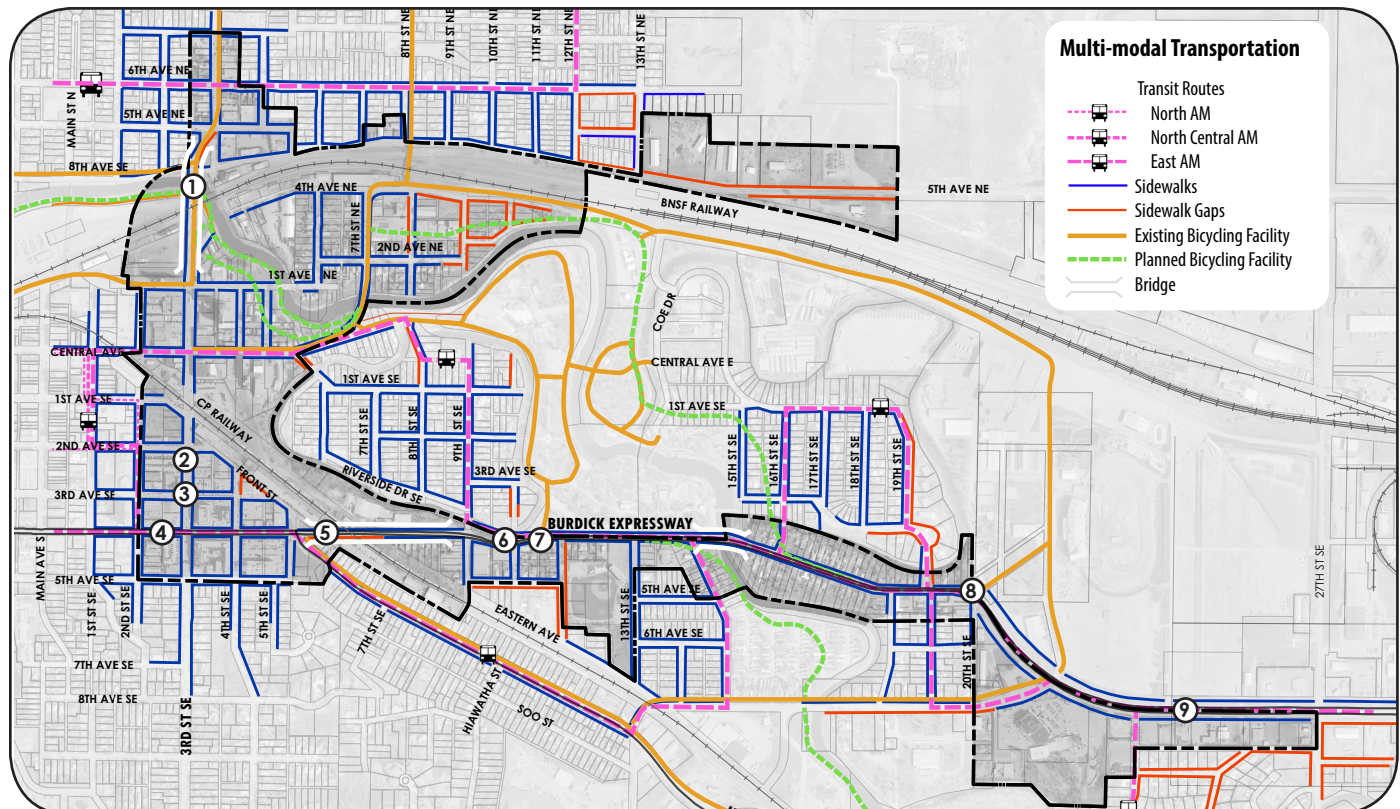 Multi-modal Transportation
Transit Routes
North AM
North Central AM
East AM
Sidewalks
Sidewalk Gaps
Existing Bicycling Facility
Planned Bicycling Facility
Bridge
8TH ST NE
9TH ST NE
10TH ST NE
11TH ST NE
12TH ST NE
13TH ST NE
6TH AVE NE
MAIN ST N
5TH AVE NE
8TH AVE SE
1
4TH AVE NE
5TH AVE NE
BNSF RAILWAY
7TH ST NE
2ND AVE NE
1ST AVE NE
COE DR
CENTRAL AVE
CENTRAL AVE E
1ST AVE SE
1ST AVE SE
1ST AVE SE
CP RAILWAY
7TH ST SE
8TH ST SE
9TH ST SE
15TH ST SE
16TH ST SE
17TH ST SE
18TH ST SE
19TH ST SE
2ND AVE SE
2
FRONT ST
RIVERSIDE DR SE
3RD AVE SE
3RD AVE SE
3
4
5
6
7
BURDICK EXPRESSWAY
MAIN AVE S
5TH AVE SE
1ST ST SE
2ND ST SE
4TH ST SE
5TH ST SE
7TH ST SE
EASTERN AVE
13TH ST SE
5TH AVE SE
6TH AVE SE
8
27TH ST SE
20TH ST SE
7TH AVE SE
8TH AVE SE
3RD ST SE
HIAWATHA ST
SOO ST
9